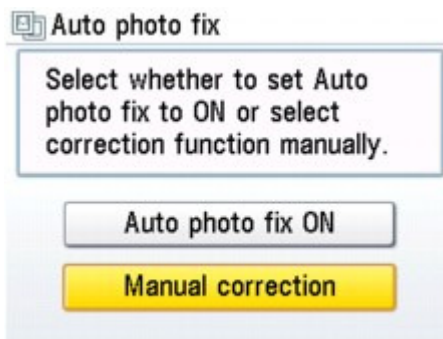 Auto photo fix
Select whether to set Auto
photo fix to ON or select
correction function manually.
Auto photo fix ON
Manual correction